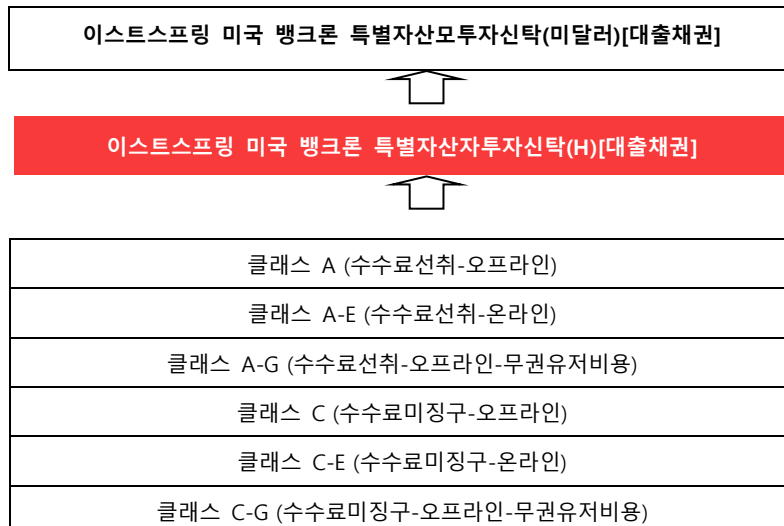 이스트스프링 미국 뱅크론 특별자산모투자신탁(미달러)[대출채권]
이스트스프링 미국 뱅크론 특별자산자투자신탁(H)[대출채권]
클래스 A (수수료선취-오프라인)
클래스 A-E (수수료선취-온라인)
클래스 A-G (수수료선취-오프라인-무권유저비용)
클래스 C (수수료미징구-오프라인)
클래스 C-E (수수료미징구-온라인)
클래스 C-G (수수료미징구-오프라인-무권유저비용)